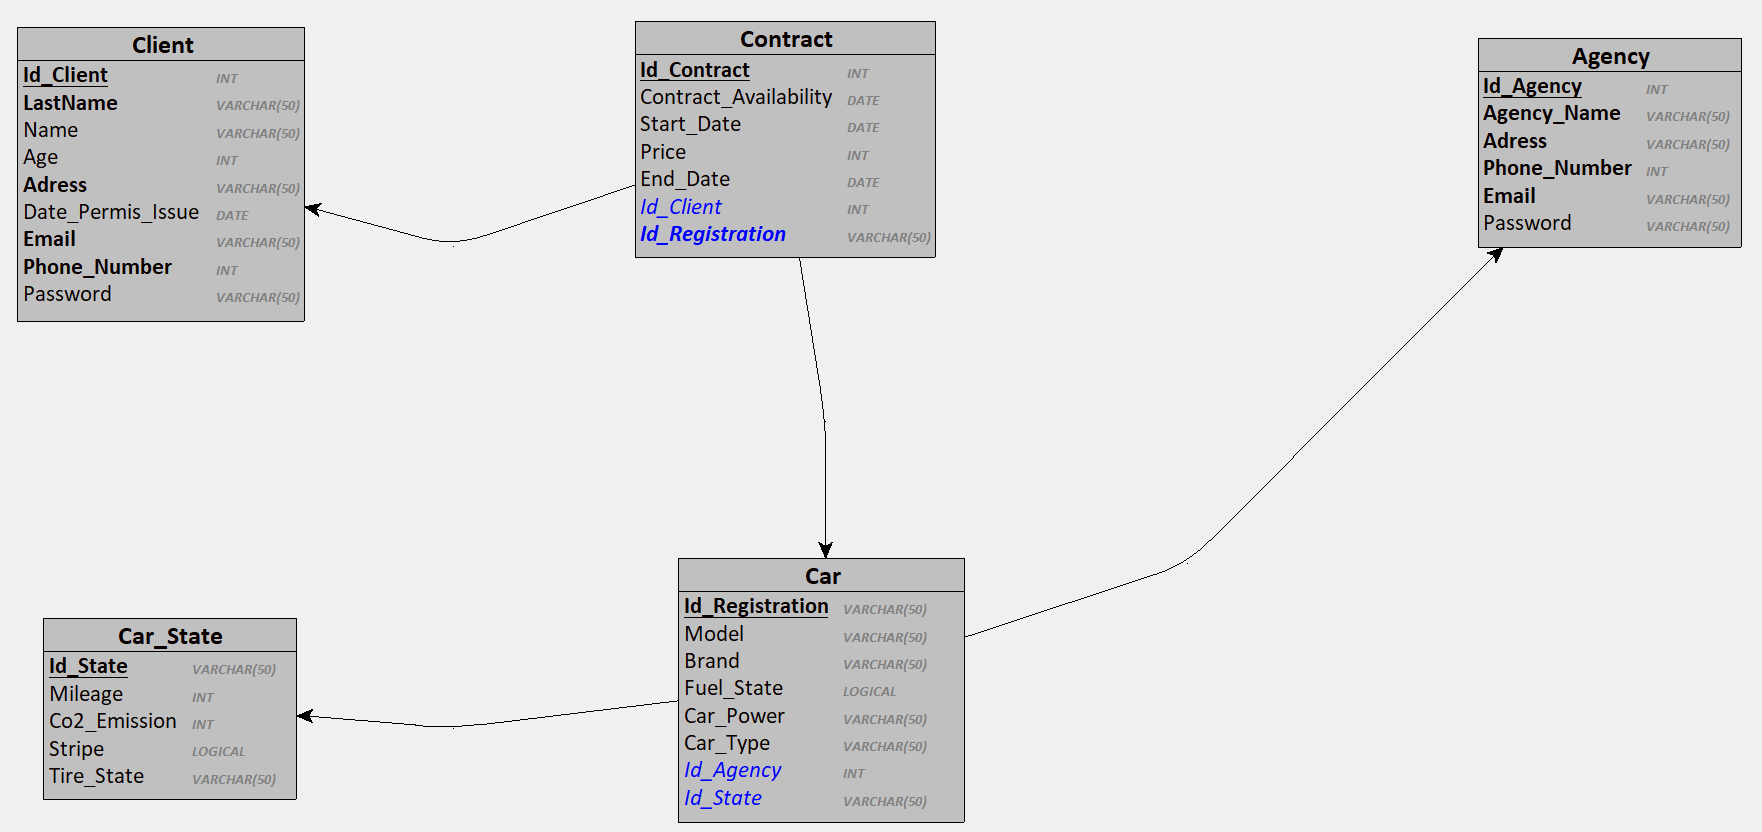 Client
Id_Client INT
LastName VARCHAR(50)
Name VARCHAR(50)
Age INT
Adress VARCHAR(50)
Date_Permis_Issue DATE
Email VARCHAR(50)
Phone_Number INT
Password VARCHAR(50)
Contract
Id_Contract INT
Contract_Availability DATE
Start_Date DATE
Price INT
End_Date DATE
Id_Client INT
Id_Registration VARCHAR(50)
Agency
Id_Agency INT
Agency_Name VARCHAR(50)
Adress VARCHAR(50)
Phone_Number INT
Email VARCHAR(50)
Password VARCHAR(50)
Car_State
Id_State VARCHAR(50)
Mileage INT
Co2_Emission INT
Stripe LOGICAL
Tire_State VARCHAR(50)
Car
Id_Registration VARCHAR(50)
Model VARCHAR(50)
Brand VARCHAR(50)
Fuel_State LOGICAL
Car_Power VARCHAR(50)
Car_Type VARCHAR(50)
Id_Agency INT
Id_State VARCHAR(50)